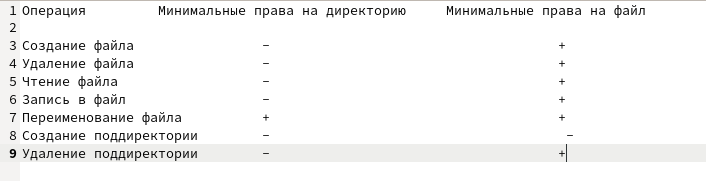 1 Операция Минимальные права на директорию Минимальные права на файл
2
3 Создание файла - +
4 Удаление файла - +
5 Чтение файла - +
6 Запись в файл - +
7 Переименование файла + +
8 Создание поддиректории - -
9 Удаление поддиректории - +